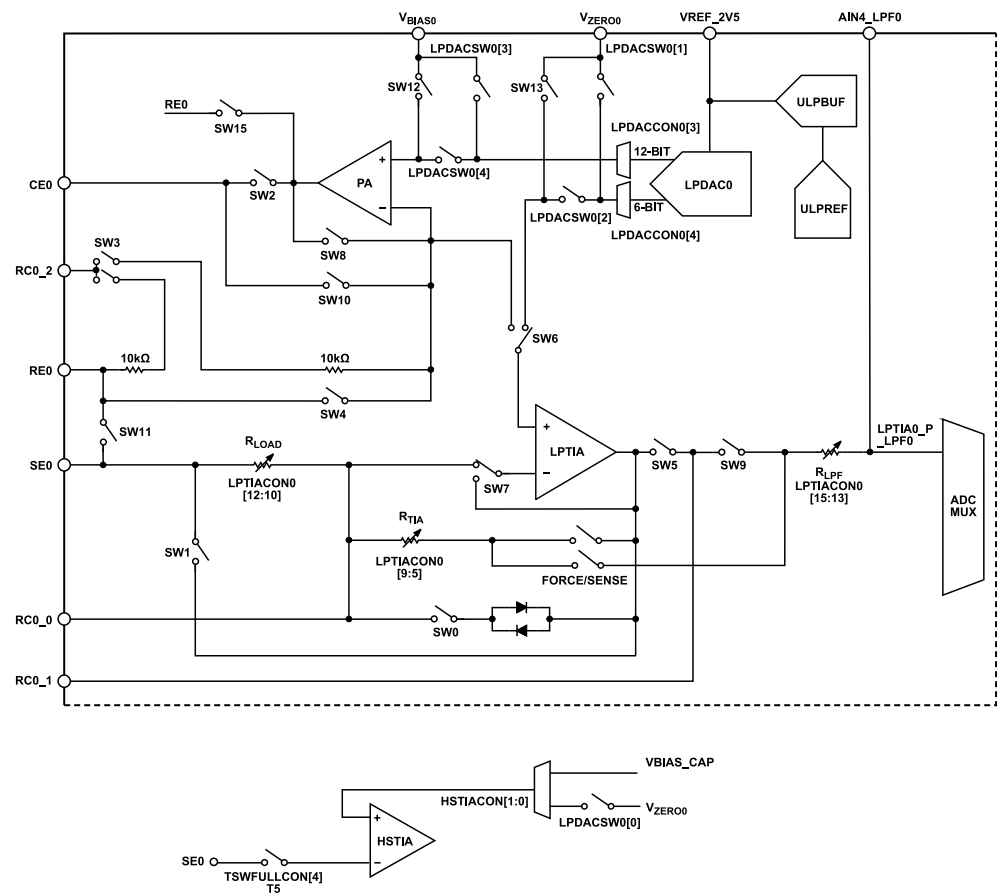 VBIAS0
VZERO0
VREF_2V5
AIN4_LPF0
LPDACSW0[3]
LPDACSW0[1]
SW12
SW13
RE0
SW15
LPDACCON0[3]
ULPBUF
12-BIT
+
PA
−
LPDACSW0[4]
LPDAC0
CE0
SW2
LPDACSW0[2]
6-BIT
ULPREF
LPDACCON0[4]
SW3
SW8
RC0_2
SW10
SW6
10kΩ
10kΩ
RE0
SW4
SW11
+
LPTIA
−
LPTIA0_P
_LPF0
RLOAD
SE0
SW5
SW9
RLPF
LPTIACON0
[12:10]
SW7
LPTIACON0
[15:13]
ADC
MUX
RTIA
SW1
LPTIACON0
[9:5]
FORCE/SENSE
RC0_0
SW0
RC0_1
VBIAS_CAP
HSTIACON[1:0]
VZERO0
LPDACSW0[0]
+
HSTIA
−
SE0
TSWFULLCON[4]
T5